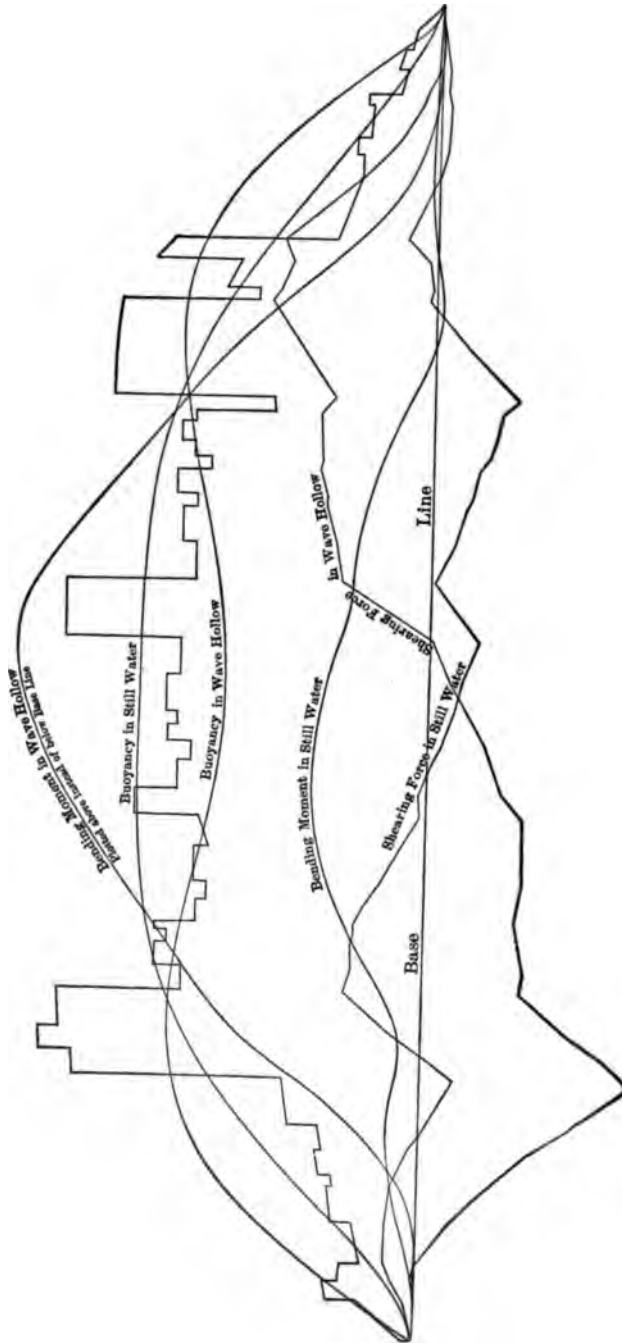 Bending Moment in Wave Hollow
Plotted above instead of below Base Line
Buoyancy in Still Water
Buoyancy in Wave Hollow
Bending Moment in Still Water
Shearing Force
in Wave Hollow
Shearing Force in Still Water
Base
Line